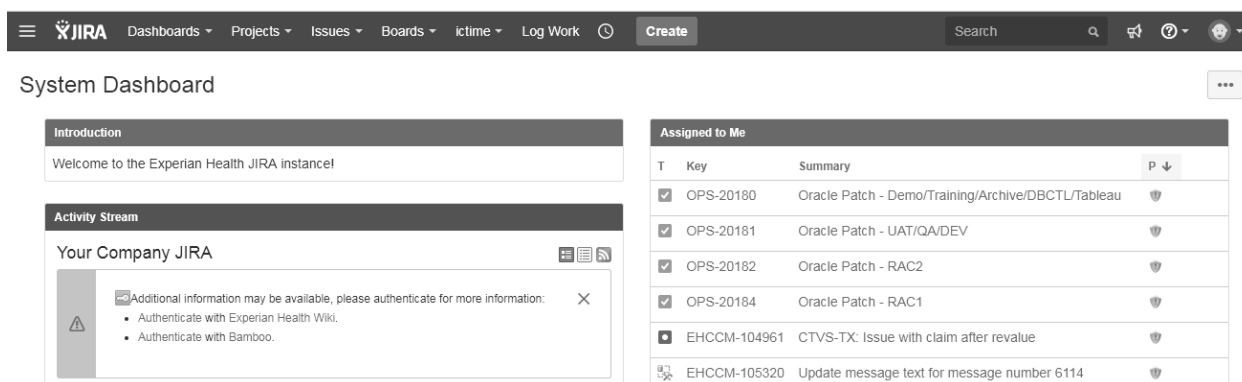 JIRA Dashboards Projects Issues Boards ictime Log Work Create Search
System Dashboard
Introduction
Welcome to the Experian Health JIRA instance!
Activity Stream
Your Company JIRA
Additional information may be available, please authenticate for more information:
Authenticate with Experian Health Wiki.
Authenticate with Bamboo.
Assigned to Me
T Key Summary P
OPS-20180 Oracle Patch - Demo/Training/Archive/DBCTL/Tableau
OPS-20181 Oracle Patch - UAT/QA/DEV
OPS-20182 Oracle Patch - RAC2
OPS-20184 Oracle Patch - RAC1
EHCCM-104961 CTVS-TX: Issue with claim after revalue
EHCCM-105320 Update message text for message number 6114